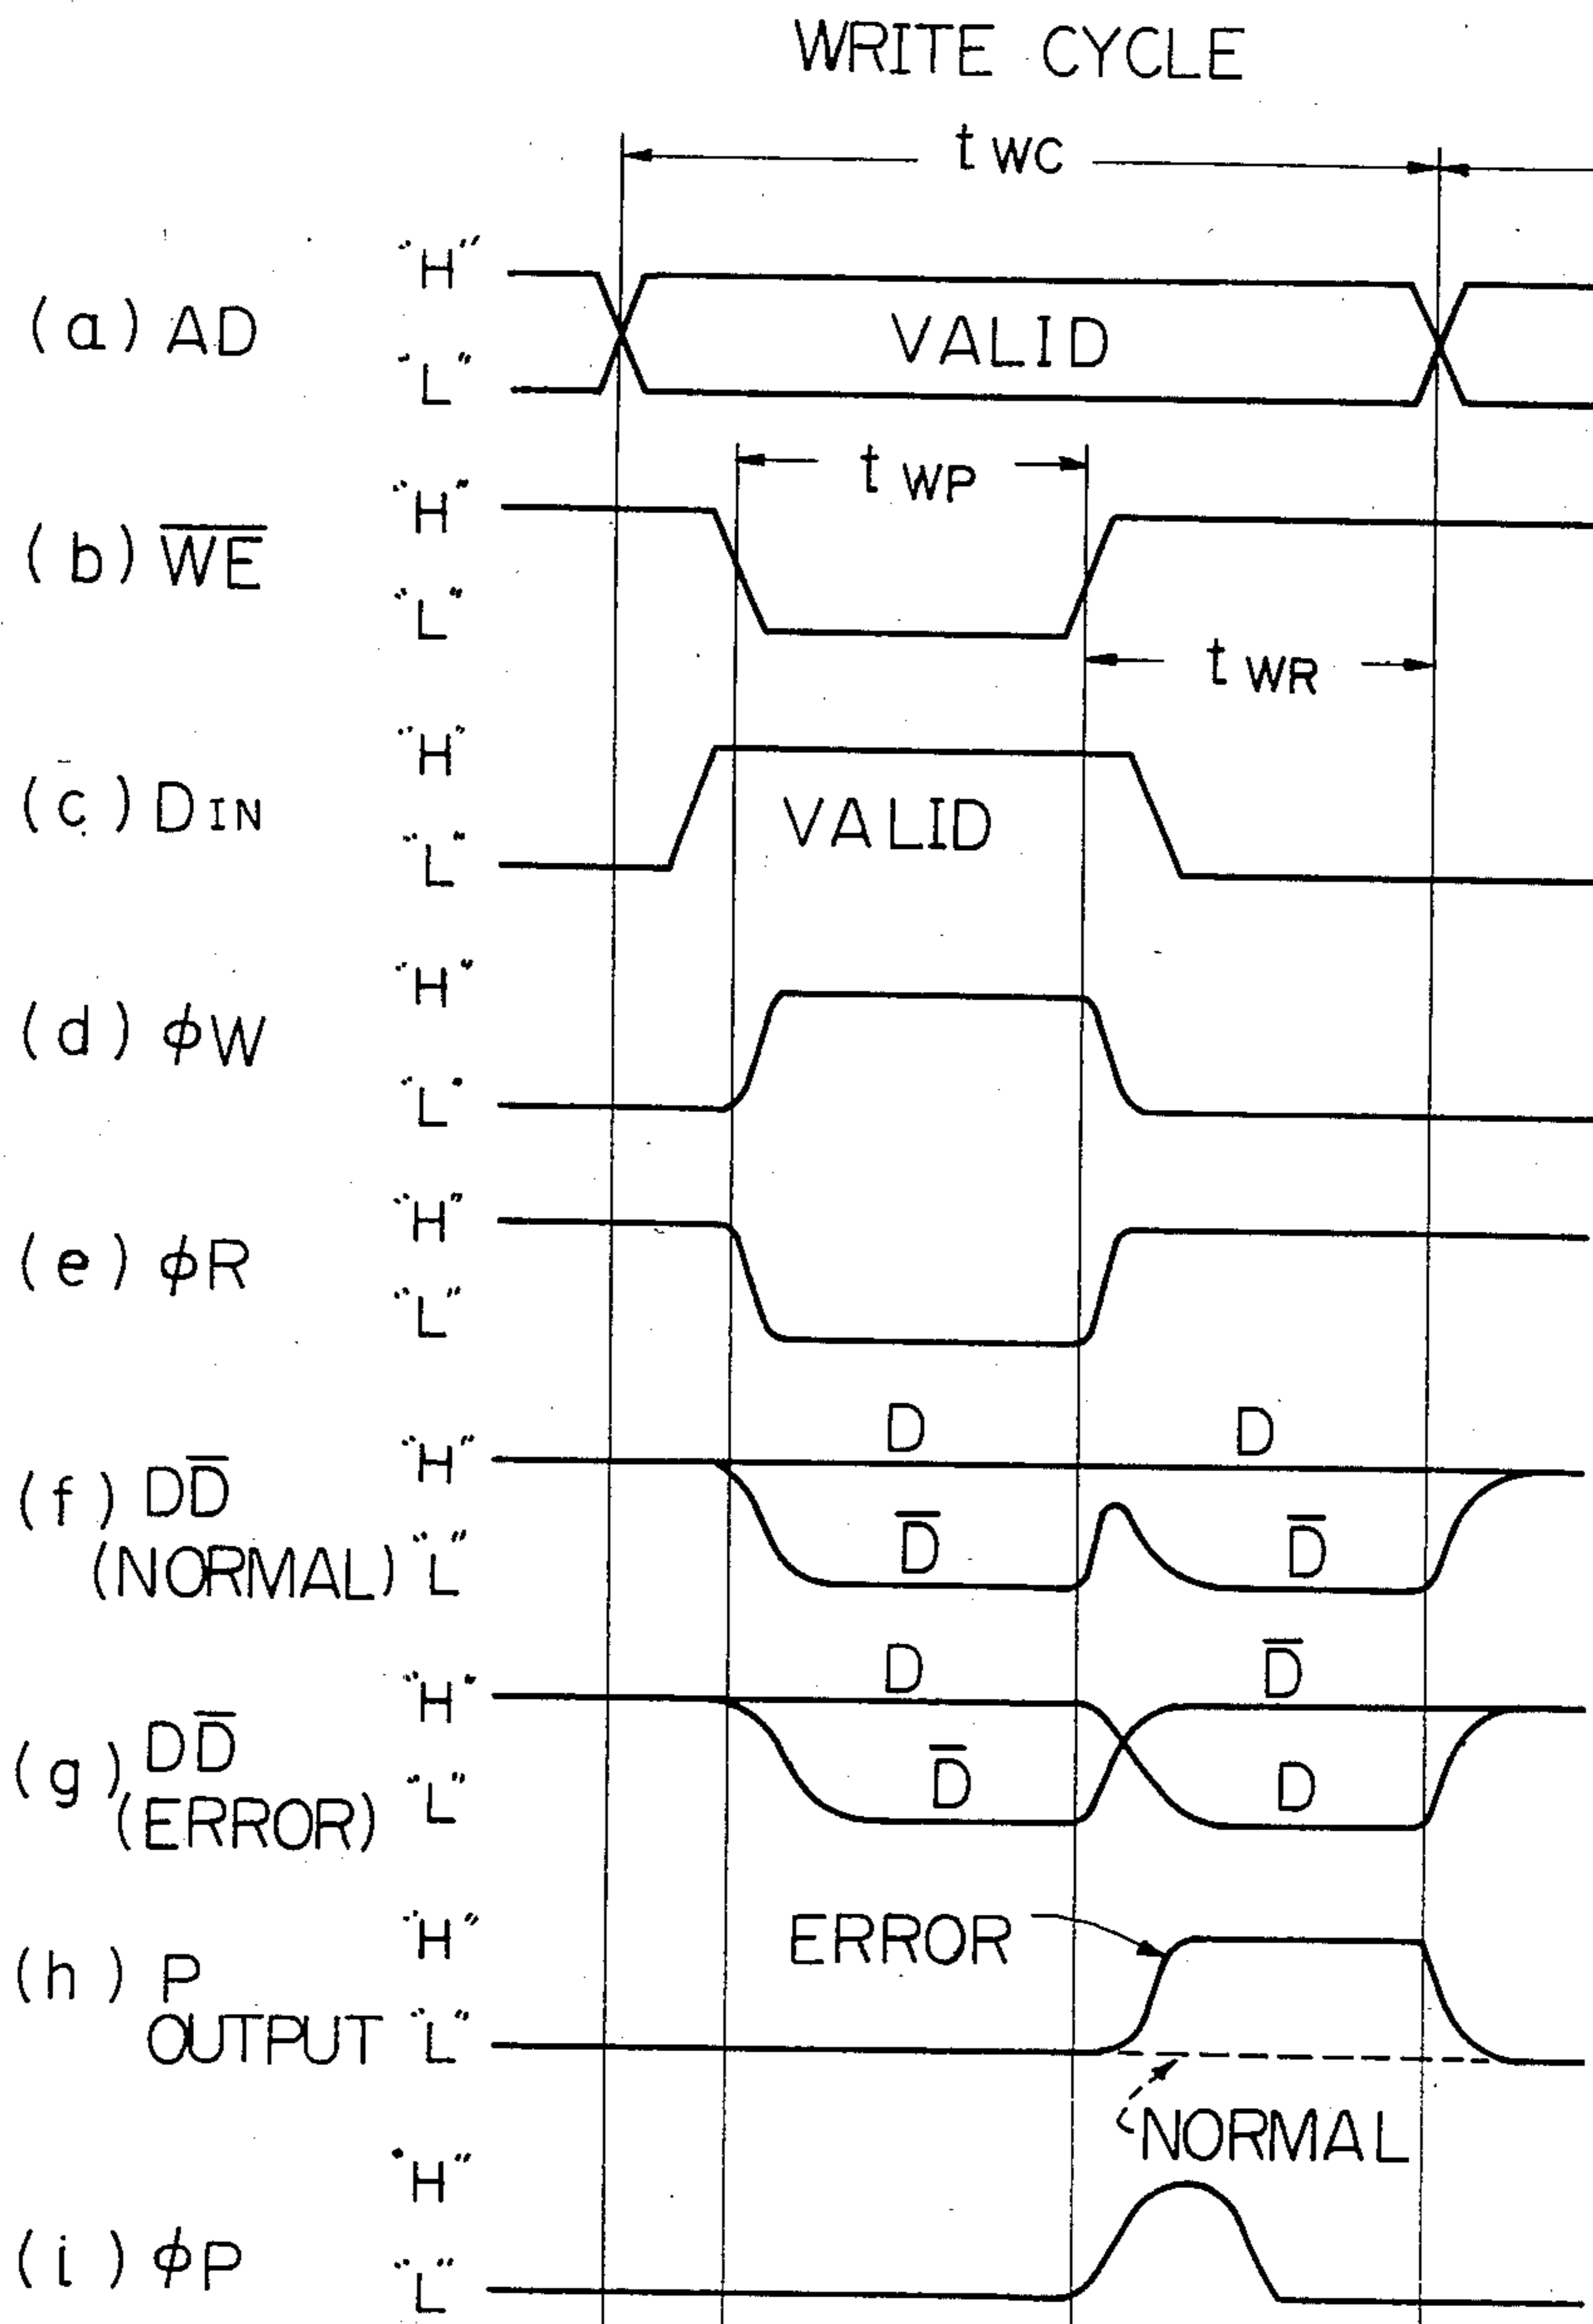 WRITE CYCLE
t WC
(a) AD "H" "L" VALID
t WP
(b) W̅E̅ "H" "L"
t WR
(c) DIN "H" "L" VALID
(d) φW "H" "L"
(e) φR "H" "L"
D D
(f) DD̅ "H"
(NORMAL) "L" D̅ D̅
D D̅
(g) DD̅ "H"
(ERROR) "L" D̅ D
(h) P "H" ERROR
OUTPUT "L"
NORMAL
(i) φP "H" "L"